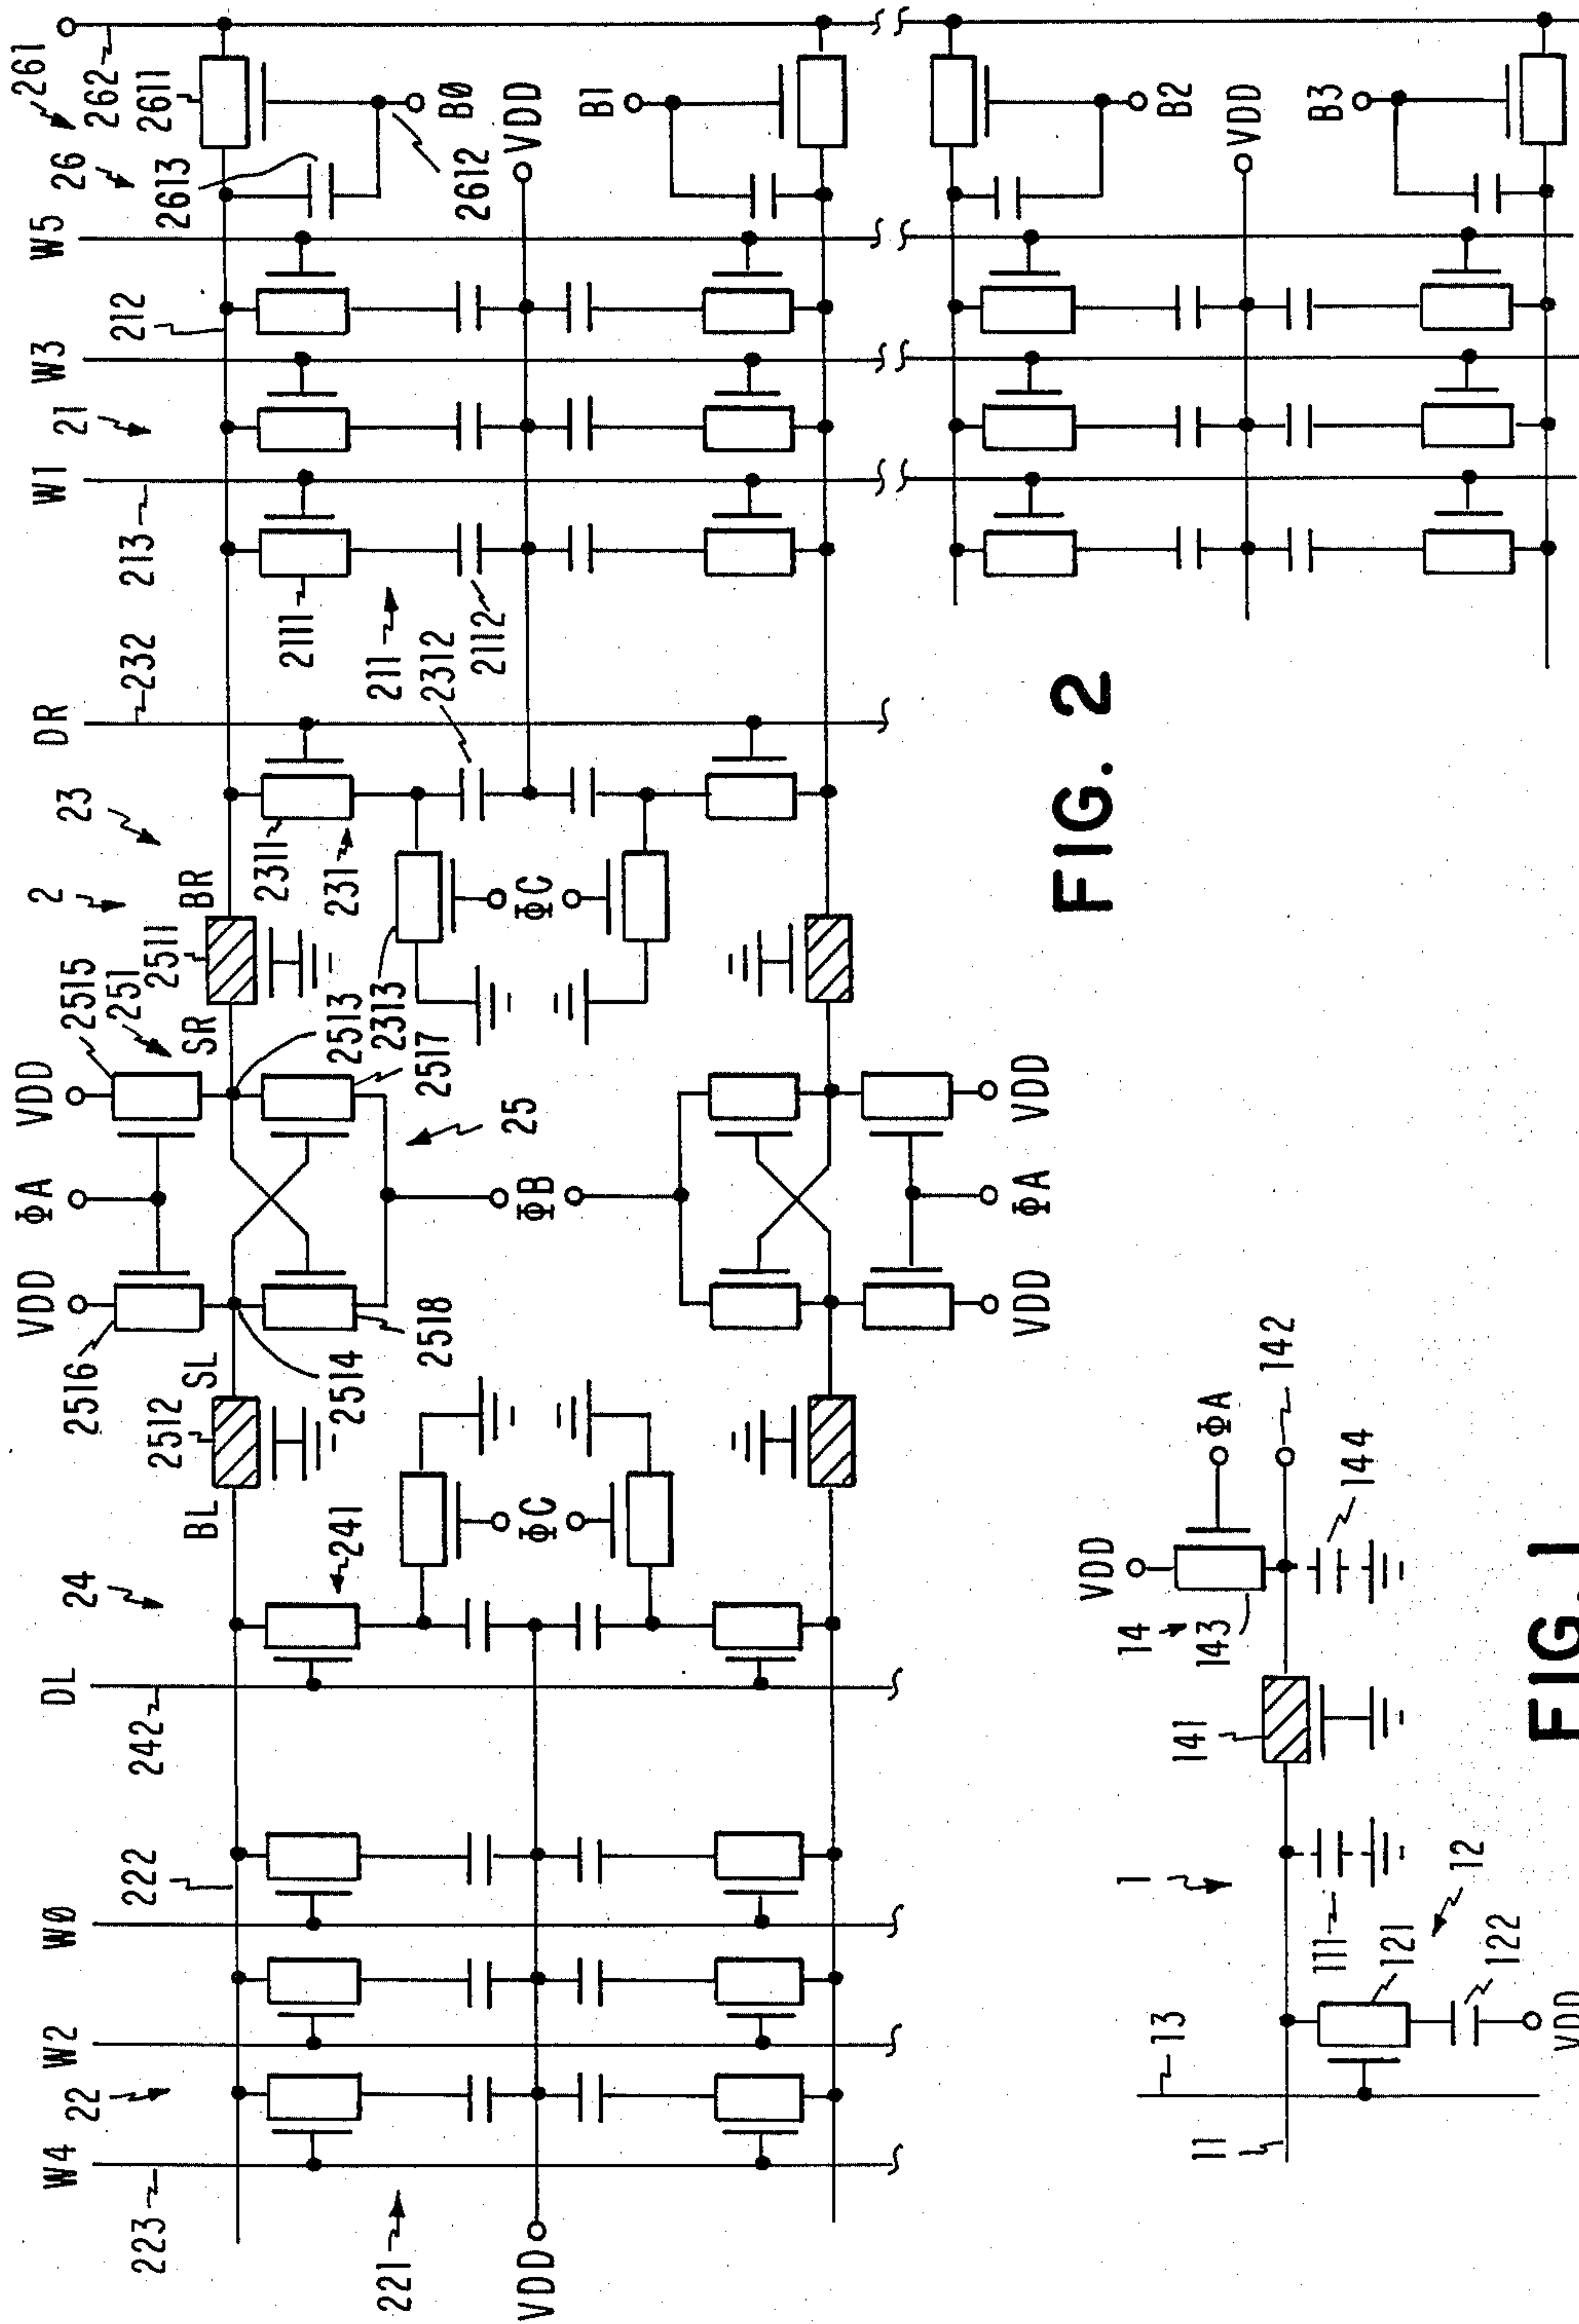 ΦA
261
W4
22
W2
WØ
DL
VDD
VDD
DR
W1
W3
W5
26
262
24
2516
2515
2
23
21
2611
223
222
242
2512
251
2511
232
213
212
2613
BL
SL
SR
BR
2311
2111
2514
2513
231
221
241
2313
211
2518
2517
2312
BØ
2112
2612
25
VDD
ΦC
ΦB
ΦC
VDD
B1
VDD
ΦA
VDD
FIG. 2
B2
VDD
B3
1
VDD
13
14
ΦA
141
143
11
142
111
144
121
12
122
VDD
FIG. 1